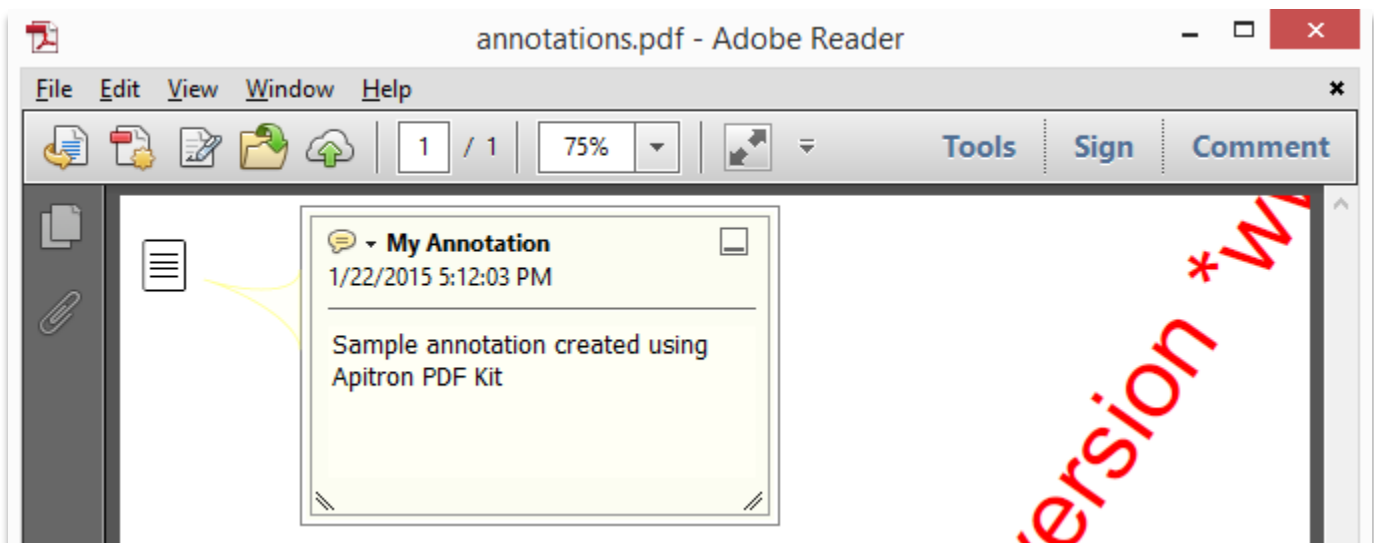 annotations.pdf - Adobe Reader
File Edit View Window Help
1 / 1 75% Tools Sign Comment
My Annotation
1/22/2015 5:12:03 PM
Sample annotation created using
Apitron PDF Kit
ersion *w